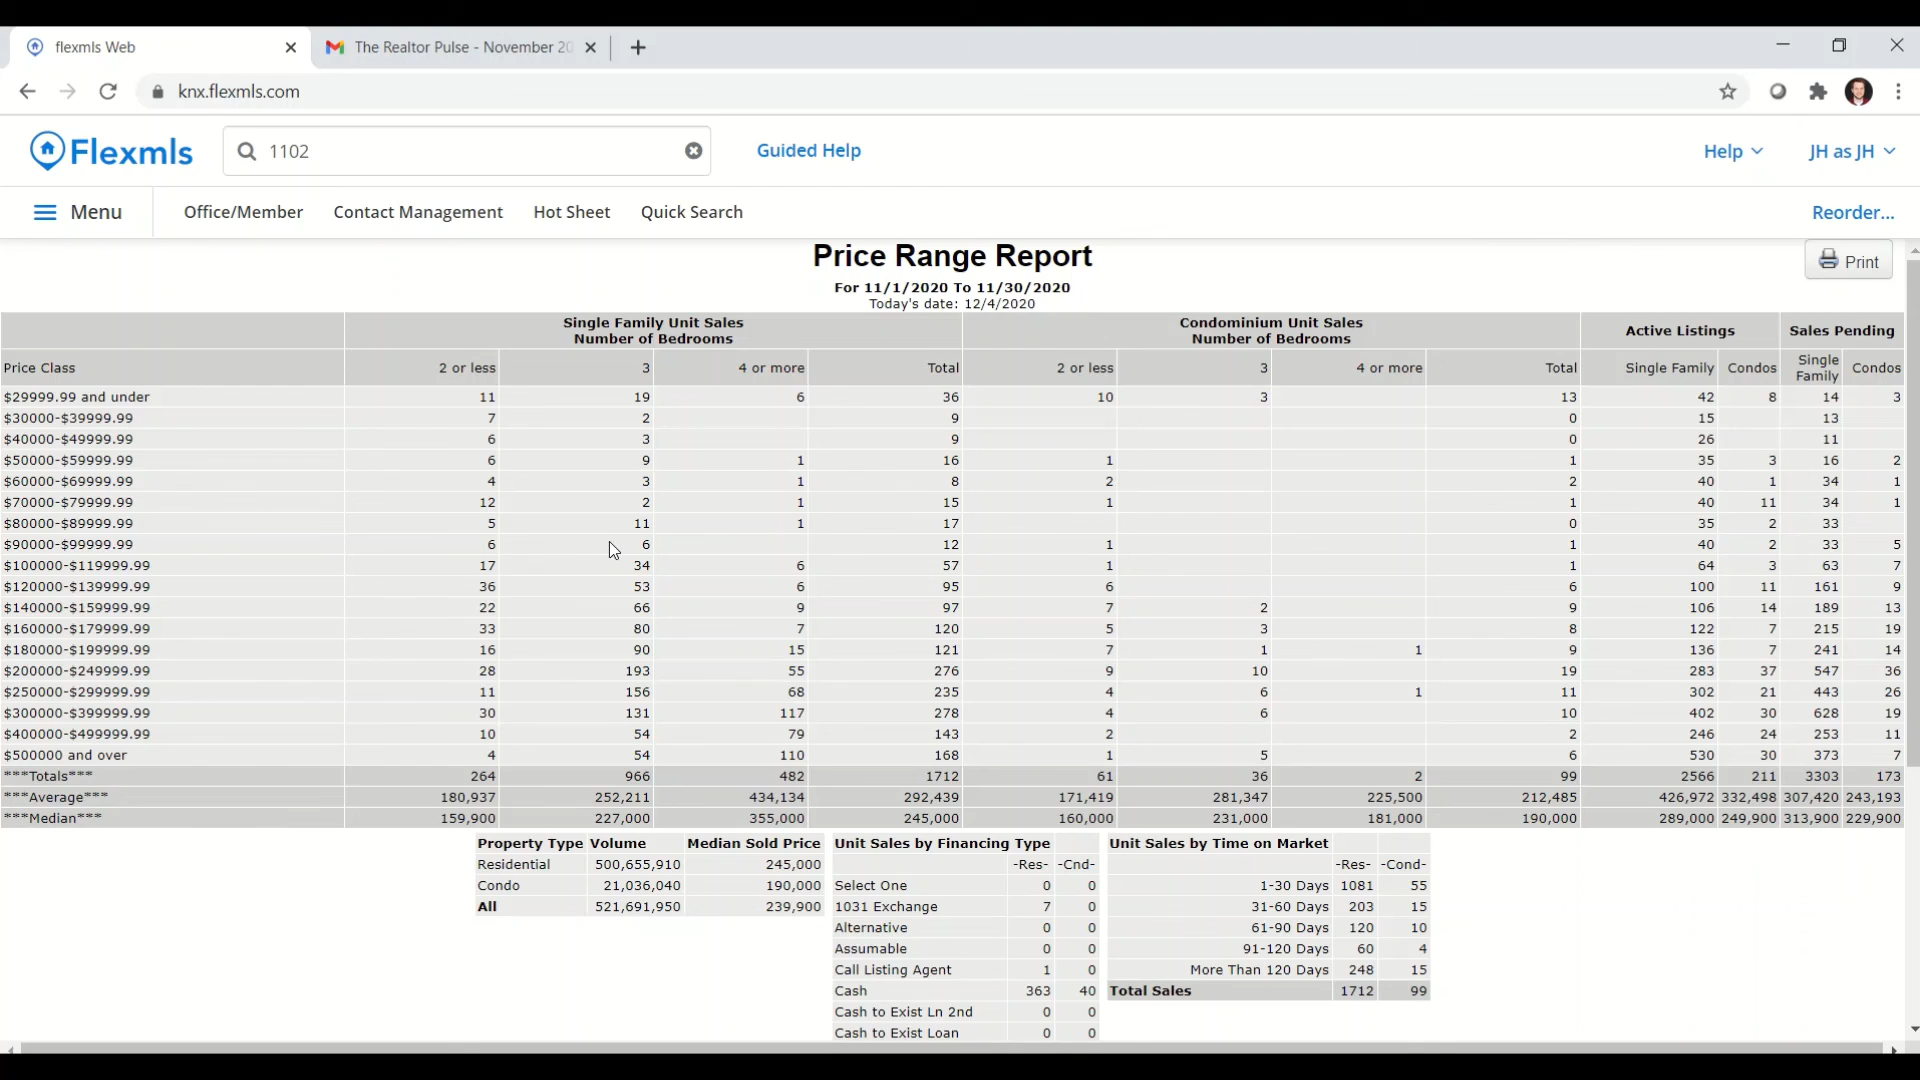 flexmls Web
The Realtor Pulse - November 20
knx.flexmls.com
Flexmls
1102
Guided Help
Help
JH as JH
Menu
Office/Member
Contact Management
Hot Sheet
Quick Search
Reorder...
Price Range Report
Print
For 11/1/2020 To 11/30/2020
Today's date: 12/4/2020
Single Family Unit Sales
Number of Bedrooms
Condominium Unit Sales
Number of Bedrooms
Active Listings
Sales Pending
Price Class 2 or less 3 4 or more Total 2 or less 3 4 or more Total Single Family Condos Single Family Condos
$29999.99 and under 11 19 6 36 10 3 13 42 8 14 3
$30000-$39999.99 7 2 9 0 15 13
$40000-$49999.99 6 3 9 0 26 11
$50000-$59999.99 6 9 1 16 1 1 35 3 16 2
$60000-$69999.99 4 3 1 8 2 2 40 1 34 1
$70000-$79999.99 12 2 1 15 1 1 40 11 34 1
$80000-$89999.99 5 11 1 17 0 35 2 33
$90000-$99999.99 6 6 12 1 1 40 2 33 5
$100000-$119999.99 17 34 6 57 1 1 64 3 63 7
$120000-$139999.99 36 53 6 95 6 6 100 11 161 9
$140000-$159999.99 22 66 9 97 7 2 9 106 14 189 13
$160000-$179999.99 33 80 7 120 5 3 8 122 7 215 19
$180000-$199999.99 16 90 15 121 7 1 1 9 136 7 241 14
$200000-$249999.99 28 193 55 276 9 10 19 283 37 547 36
$250000-$299999.99 11 156 68 235 4 6 1 11 302 21 443 26
$300000-$399999.99 30 131 117 278 4 6 10 402 30 628 19
$400000-$499999.99 10 54 79 143 2 2 246 24 253 11
$500000 and over 4 54 110 168 1 5 6 530 30 373 7
***Totals*** 264 966 482 1712 61 36 2 99 2566 211 3303 173
***Average*** 180,937 252,211 434,134 292,439 171,419 281,347 225,500 212,485 426,972 332,498 307,420 243,193
***Median*** 159,900 227,000 355,000 245,000 160,000 231,000 181,000 190,000 289,000 249,900 313,900 229,900
Property Type Volume Median Sold Price
Residential 500,655,910 245,000
Condo 21,036,040 190,000
All 521,691,950 239,900
Unit Sales by Financing Type
-Res- -Cnd-
Select One 0 0
1031 Exchange 7 0
Alternative 0 0
Assumable 0 0
Call Listing Agent 1 0
Cash 363 40
Cash to Exist Ln 2nd 0 0
Cash to Exist Loan 0 0
Unit Sales by Time on Market
-Res- -Cond-
1-30 Days 1081 55
31-60 Days 203 15
61-90 Days 120 10
91-120 Days 60 4
More Than 120 Days 248 15
Total Sales 1712 99